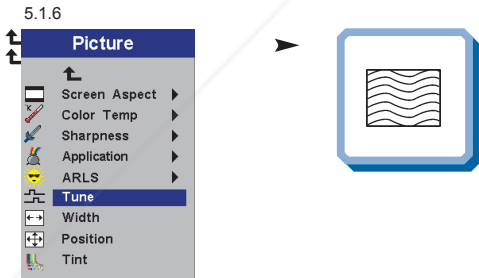 5.1.6
Picture
Screen Aspect
Color Temp
Sharpness
Application
ARLS
Tune
Width
Position
Tint